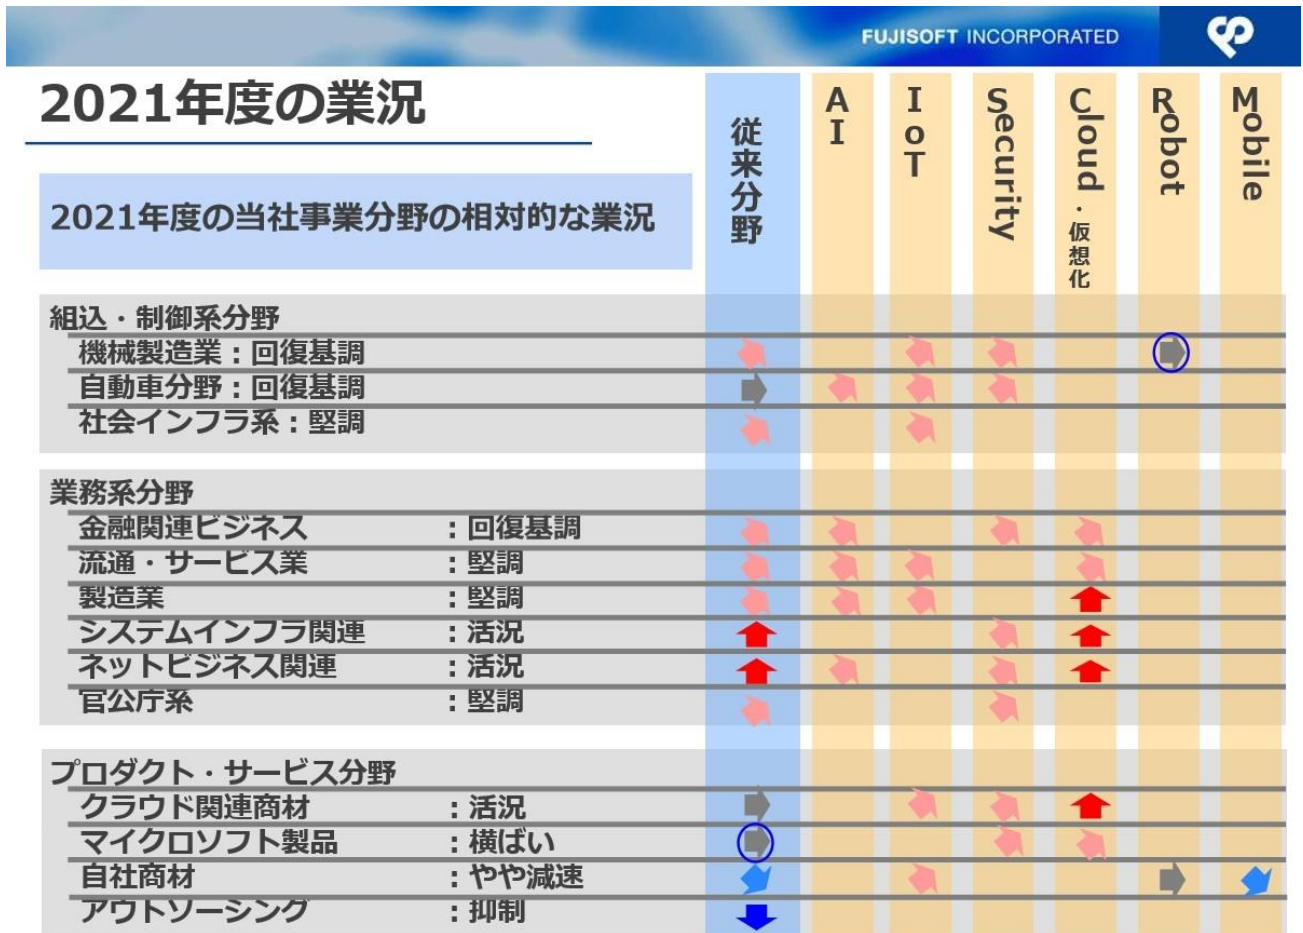 FUJISOFT INCORPORATED
2021年度の業況
2021年度の当社事業分野の相対的な業況
従来分野
AI
IoT
Security
Cloud・仮想化
Robot
Mobile
組込・制御系分野
機械製造業：回復基調
自動車分野：回復基調
社会インフラ系：堅調
業務系分野
金融関連ビジネス ：回復基調
流通・サービス業 ：堅調
製造業 ：堅調
システムインフラ関連 ：活況
ネットビジネス関連 ：活況
官公庁系 ：堅調
プロダクト・サービス分野
クラウド関連商材 ：活況
マイクロソフト製品 ：横ばい
自社商材 ：やや減速
アウトソーシング ：抑制